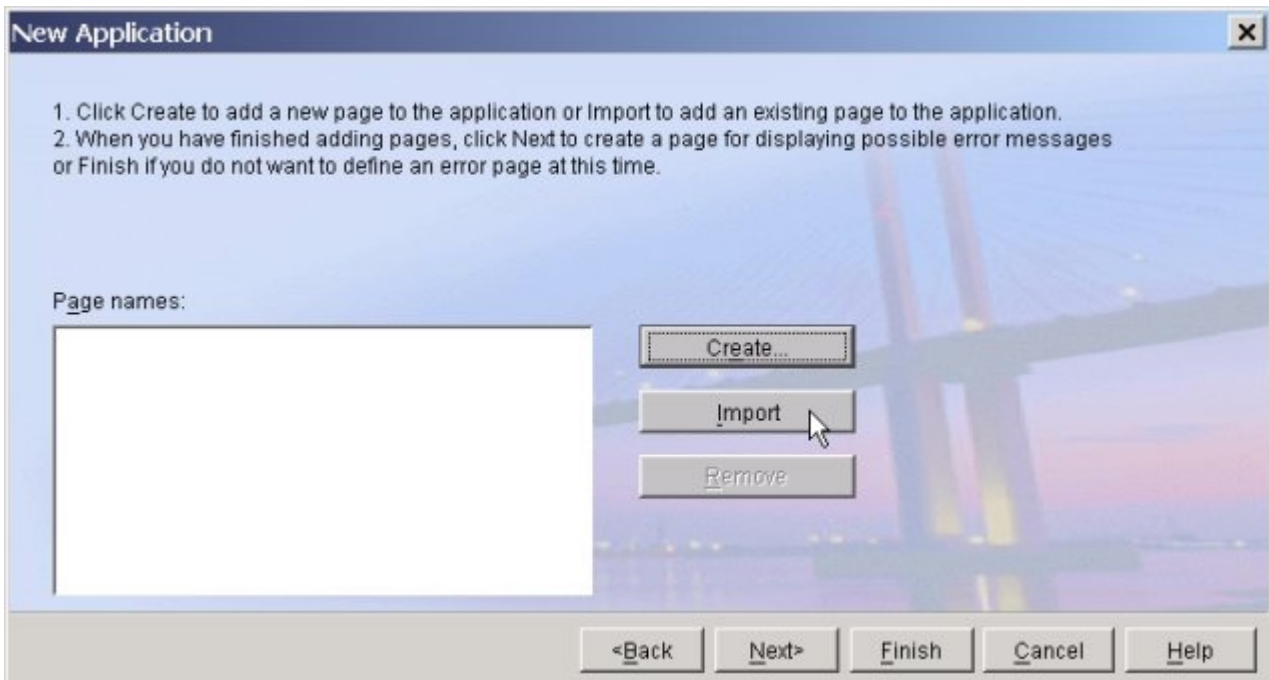 New Application
1. Click Create to add a new page to the application or Import to add an existing page to the application.
2. When you have finished adding pages, click Next to create a page for displaying possible error messages
or Finish if you do not want to define an error page at this time.
Page names:
Create...
Import
Remove
<Back Next> Finish Cancel Help